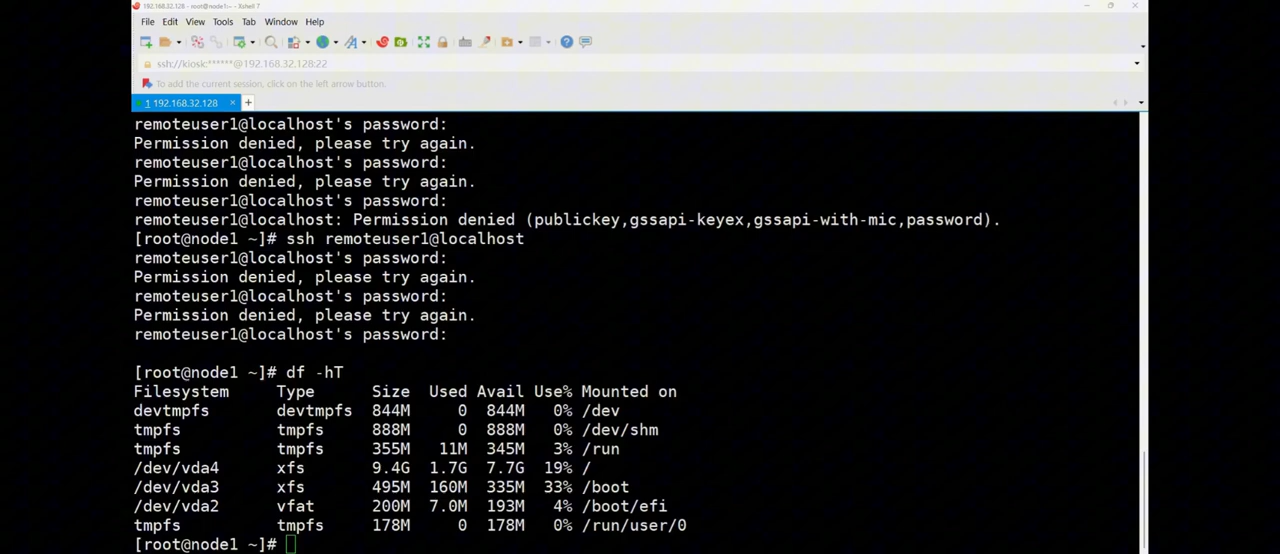 192.168.32.128 - root@node1:~ - Xshell 7
File Edit View Tools Tab Window Help
ssh://kiosk:******@192.168.32.128:22
To add the current session, click on the left arrow button.
1 192.168.32.128 × +
remoteuser1@localhost's password:
Permission denied, please try again.
remoteuser1@localhost's password:
Permission denied, please try again.
remoteuser1@localhost's password:
remoteuser1@localhost: Permission denied (publickey,gssapi-keyex,gssapi-with-mic,password).
[root@node1 ~]# ssh remoteuser1@localhost
remoteuser1@localhost's password:
Permission denied, please try again.
remoteuser1@localhost's password:
Permission denied, please try again.
remoteuser1@localhost's password:
[root@node1 ~]# df -hT
Filesystem Type Size Used Avail Use% Mounted on
devtmpfs devtmpfs 844M 0 844M 0% /dev
tmpfs tmpfs 888M 0 888M 0% /dev/shm
tmpfs tmpfs 355M 11M 345M 3% /run
/dev/vda4 xfs 9.4G 1.7G 7.7G 19% /
/dev/vda3 xfs 495M 160M 335M 33% /boot
/dev/vda2 vfat 200M 7.0M 193M 4% /boot/efi
tmpfs tmpfs 178M 0 178M 0% /run/user/0
[root@node1 ~]#